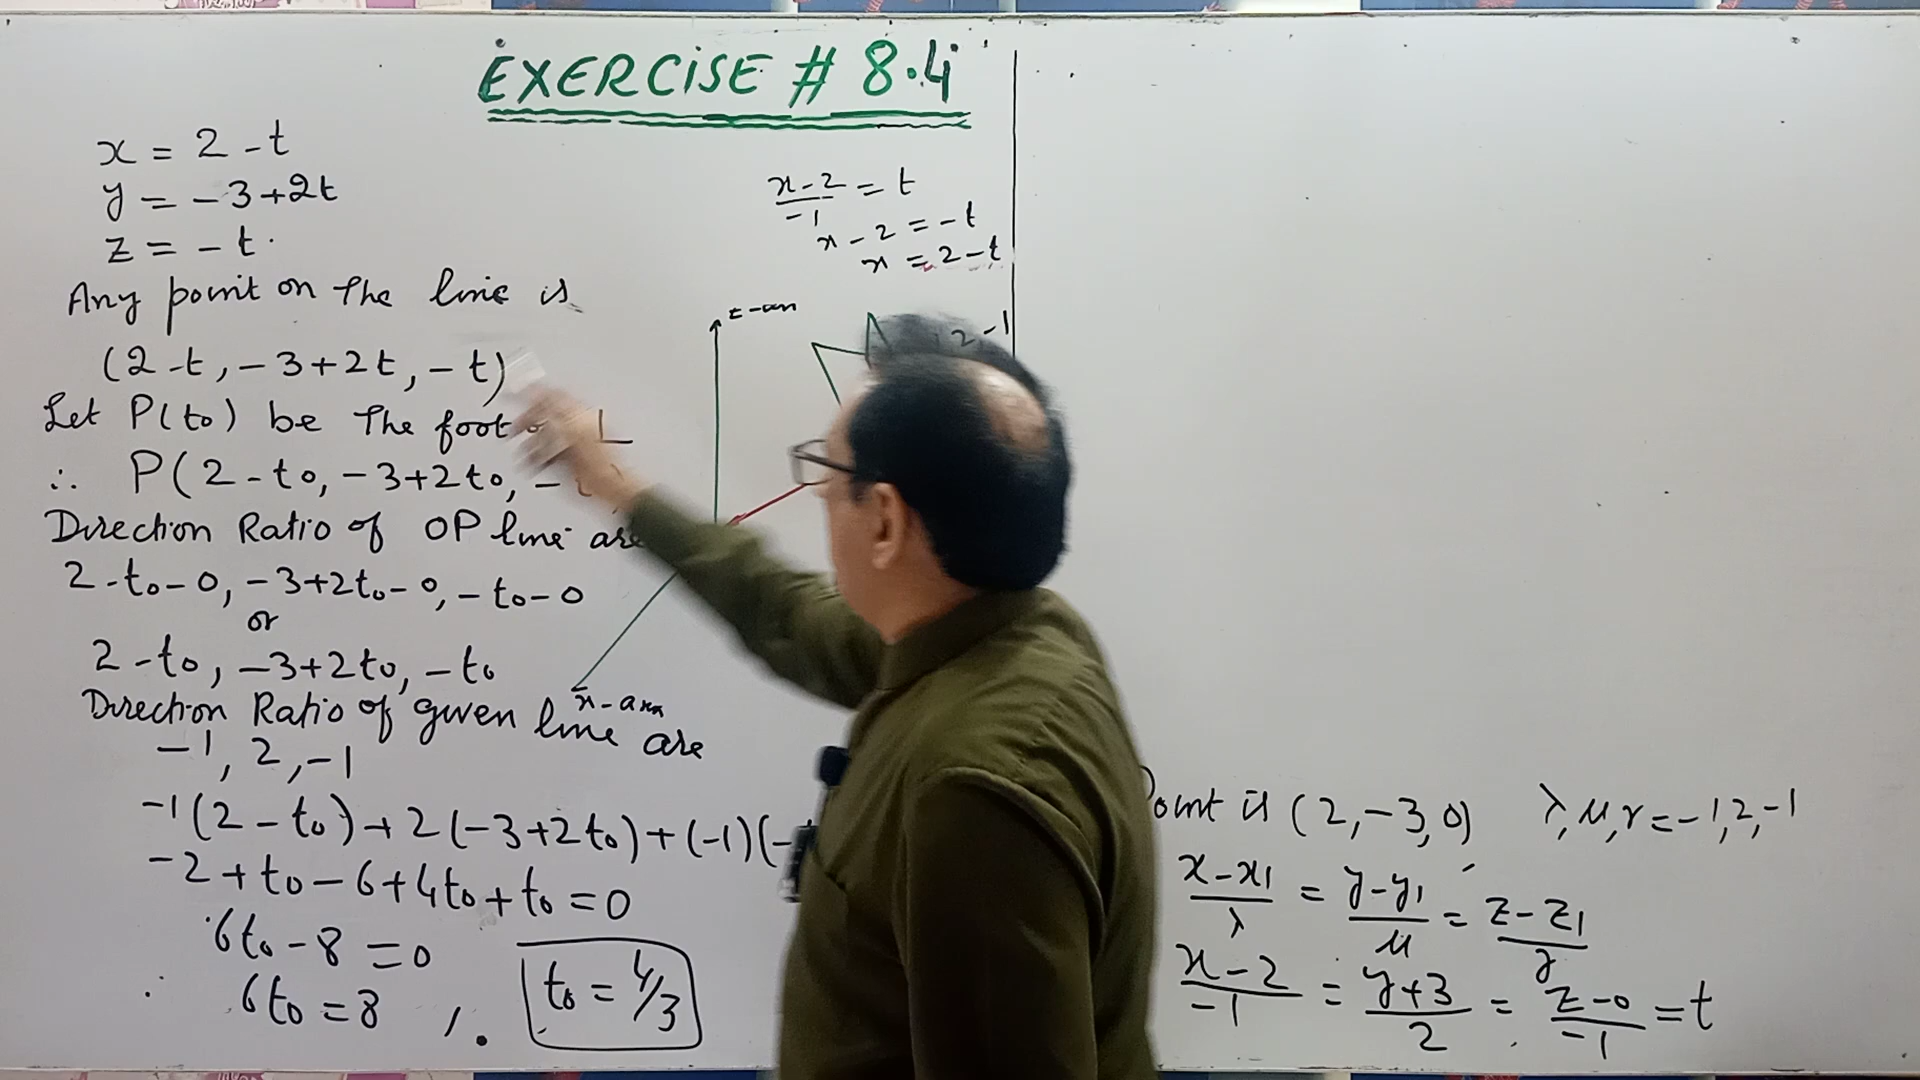 EXERCISE # 8.4
x = 2 - t
y = -3+2t
z = -t.
Any point on the line is
(2-t, -3+2t, -t)
Let P(t₀) be the foot
∴ P(2-t₀, -3+2t₀, -
Direction Ratio of OP line are
2-t₀-0, -3+2t₀-0, -t₀-0
or
2-t₀, -3+2t₀, -t₀
Direction Ratio of given line are
-1, 2, -1
-1(2-t₀)+2(-3+2t₀)+(-1)(-
-2+t₀-6+4t₀+t₀=0
6t₀-8=0
∴ 6t₀=8, t₀=4/3
(x-2)/-1 = t
x-2 = -t
x = 2-t
z-axis
2, -1
x-axis
Point is (2,-3,0) λ,μ,γ=-1,2,-1
(x-x₁)/λ = (y-y₁)/μ = (z-z₁)/γ
(x-2)/-1 = (y+3)/2 = (z-0)/-1 = t